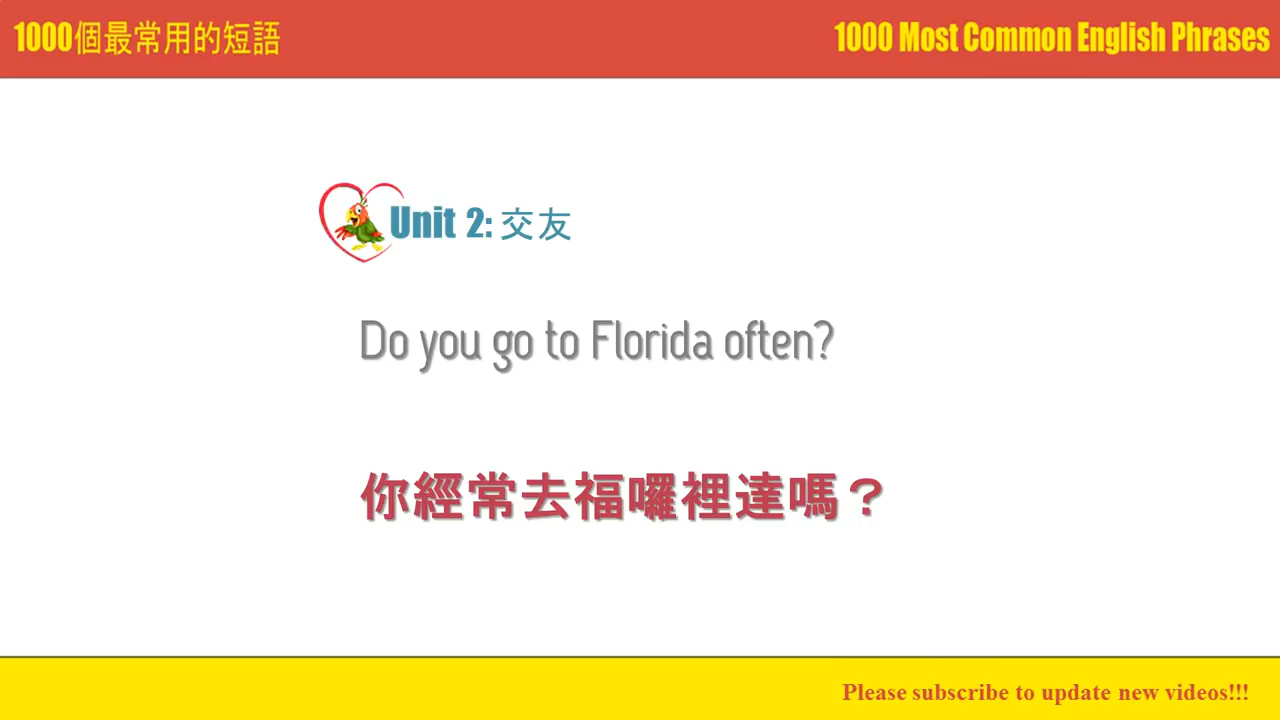 1000個最常用的短語
1000 Most Common English Phrases
Unit 2: 交友
Do you go to Florida often?
你經常去福囉裡達嗎？
Please subscribe to update new videos!!!